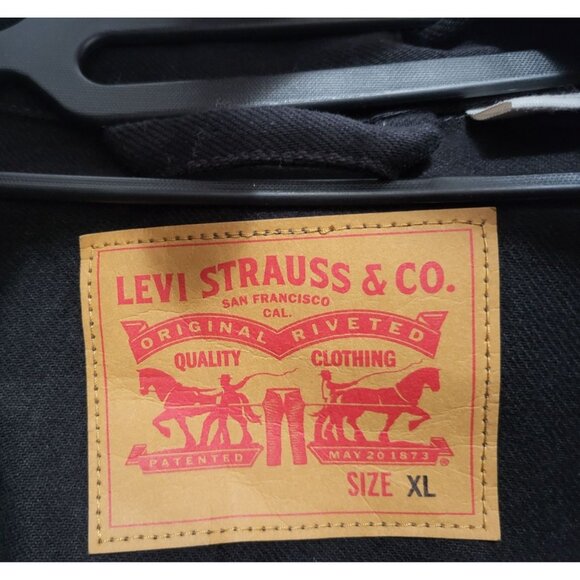 LEVI STRAUSS & CO.
SAN FRANCISCO
CAL.
ORIGINAL RIVETED
QUALITY CLOTHING
PATENTED MAY 20 1873 ®
SIZE XL